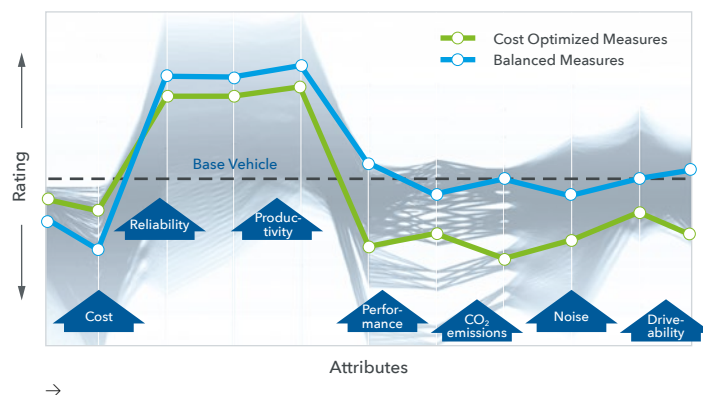 Cost Optimized Measures
Balanced Measures
Rating
Base Vehicle
Reliability
Produc-
tivity
Cost
Perfor-
mance
CO₂
emissions
Noise
Drive-
ability
Attributes
→